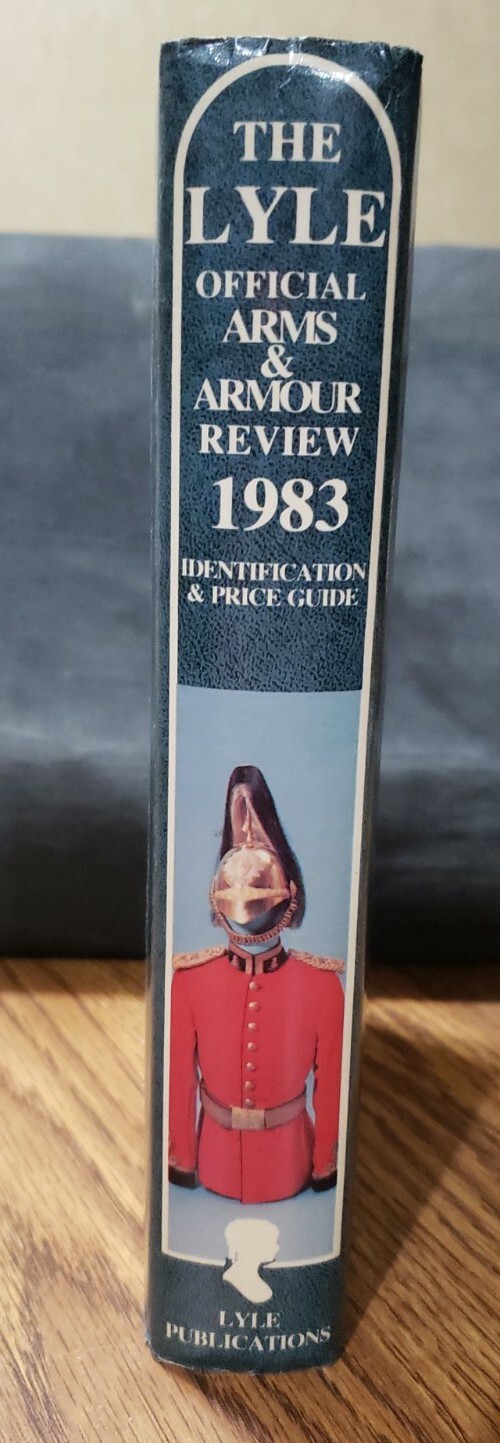 THE
LYLE
OFFICIAL
ARMS
&
ARMOUR
REVIEW
1983
IDENTIFICATION
& PRICE GUIDE
LYLE
PUBLICATIONS